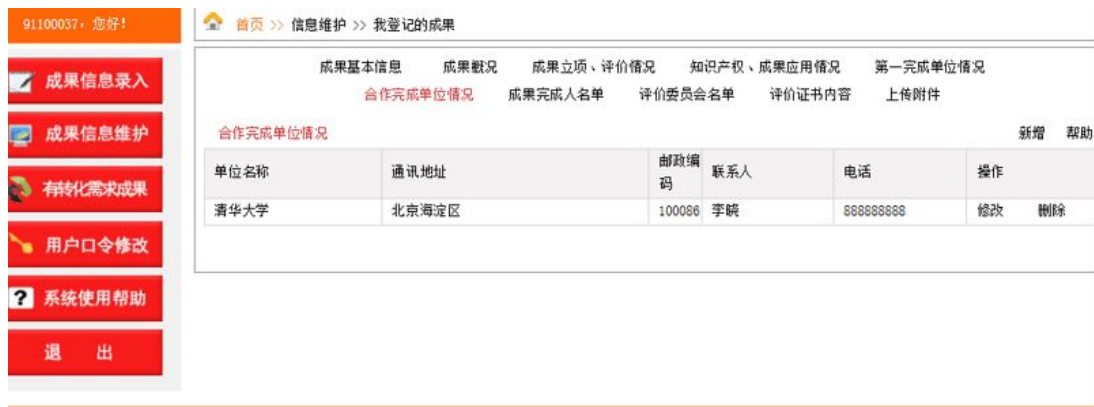 91100037，您好!
首页 >> 信息维护 >> 我登记的成果
成果信息录入
成果信息维护
有转化需求成果
用户口令修改
? 系统使用帮助
退 出
成果基本信息 成果概况 成果立项、评价情况 知识产权、成果应用情况 第一完成单位情况
合作完成单位情况 成果完成人名单 评价委员会名单 评价证书内容 上传附件
合作完成单位情况 新增 帮助
单位名称 通讯地址 邮政编码 联系人 电话 操作
清华大学 北京海淀区 100086 李皖 888888888 修改 删除